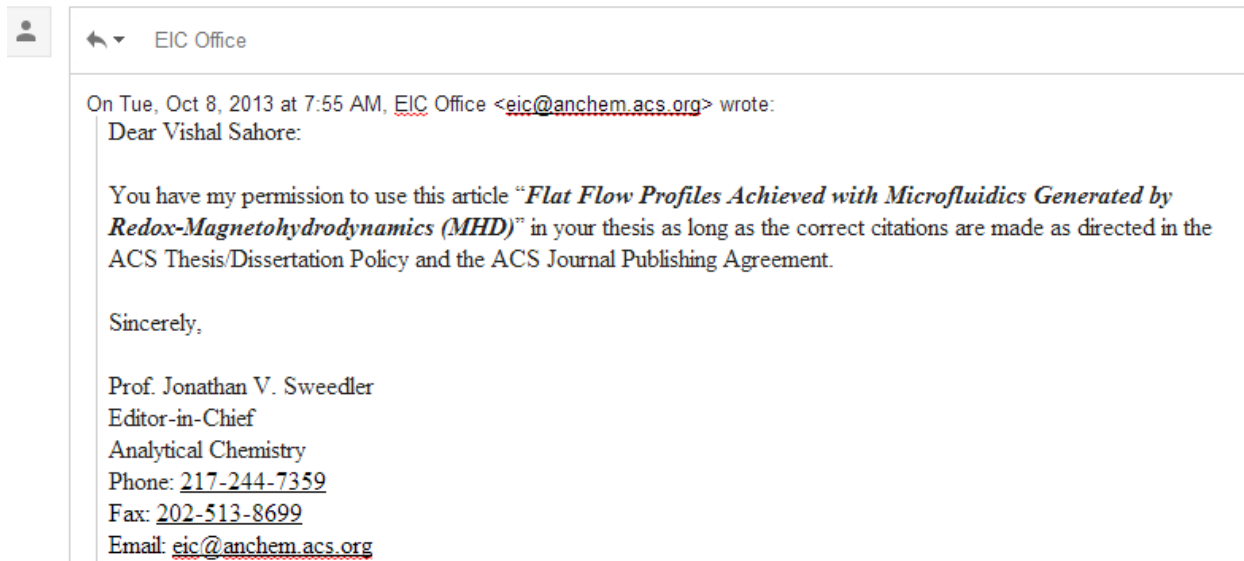 EIC Office
On Tue, Oct 8, 2013 at 7:55 AM, EIC Office <eic@anchem.acs.org> wrote:
Dear Vishal Sahore:
You have my permission to use this article “Flat Flow Profiles Achieved with Microfluidics Generated by
Redox-Magnetohydrodynamics (MHD)” in your thesis as long as the correct citations are made as directed in the
ACS Thesis/Dissertation Policy and the ACS Journal Publishing Agreement.
Sincerely,
Prof. Jonathan V. Sweedler
Editor-in-Chief
Analytical Chemistry
Phone: 217-244-7359
Fax: 202-513-8699
Email: eic@anchem.acs.org